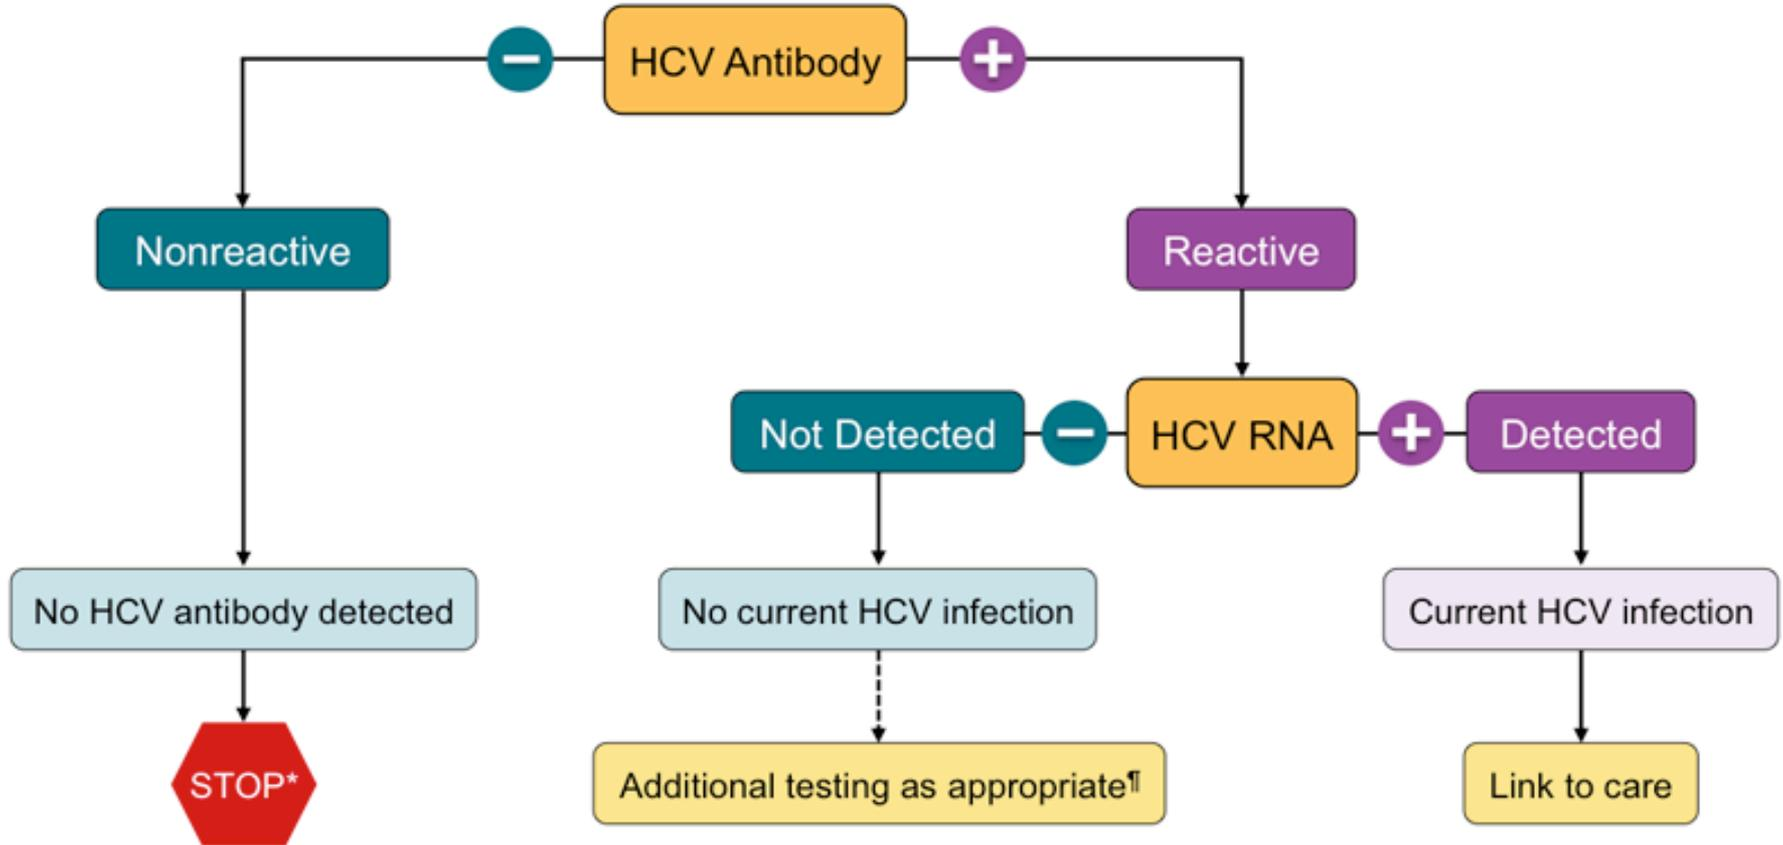 HCV Antibody
Nonreactive
Reactive
Not Detected
HCV RNA
Detected
No HCV antibody detected
No current HCV infection
Current HCV infection
STOP*
Additional testing as appropriate¶
Link to care